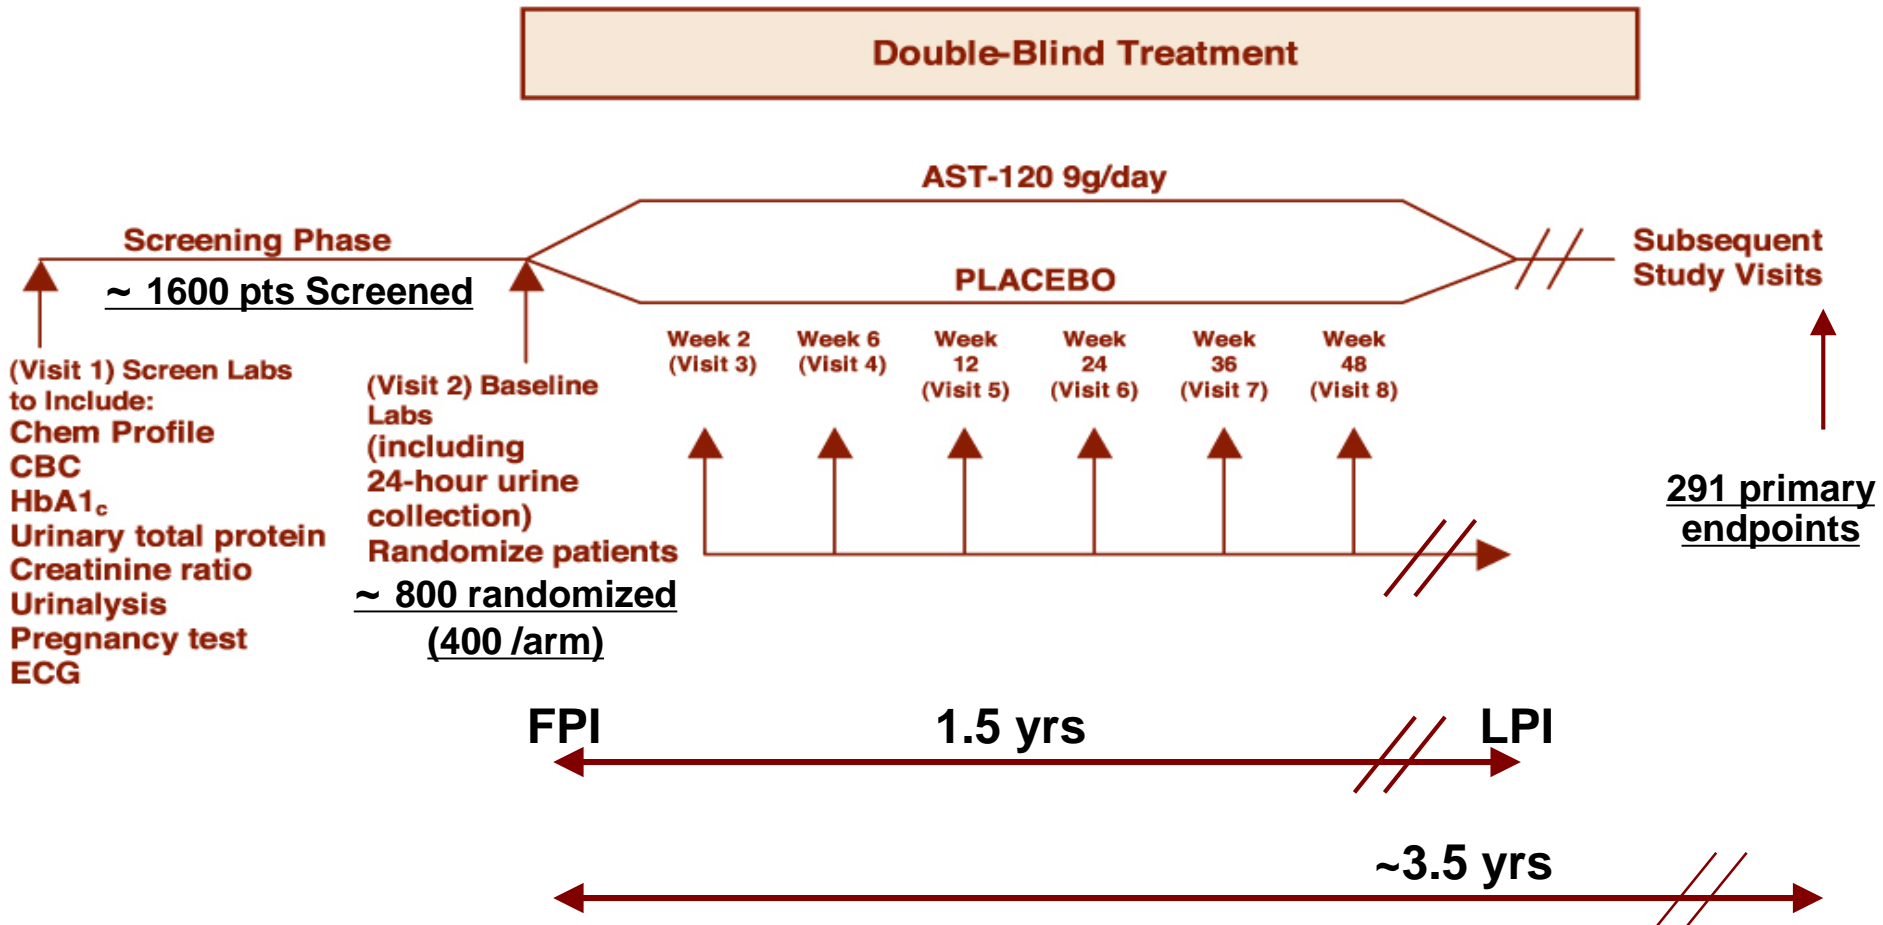 Double-Blind Treatment
AST-120 9g/day
Screening Phase
~ 1600 pts Screened
PLACEBO
Subsequent
Study Visits
(Visit 1) Screen Labs
to Include:
Chem Profile
CBC
HbA1c
Urinary total protein
Creatinine ratio
Urinalysis
Pregnancy test
ECG
(Visit 2) Baseline
Labs
(including
24-hour urine
collection)
Randomize patients
~ 800 randomized
(400 /arm)
Week 2
(Visit 3)
Week 6
(Visit 4)
Week
12
(Visit 5)
Week
24
(Visit 6)
Week
36
(Visit 7)
Week
48
(Visit 8)
291 primary
endpoints
FPI
1.5 yrs
LPI
~3.5 yrs